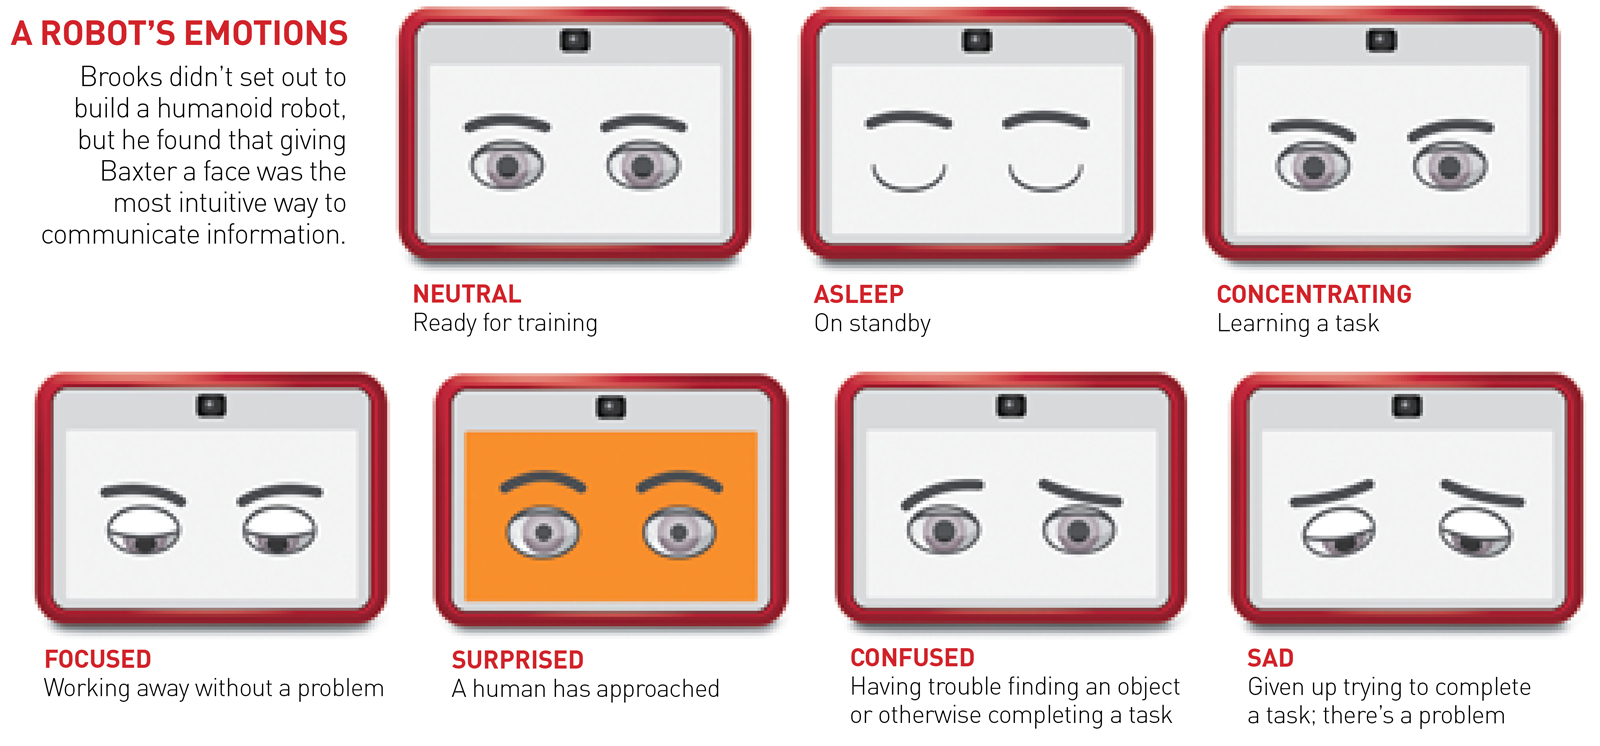 A ROBOT'S EMOTIONS
Brooks didn't set out to
build a humanoid robot,
but he found that giving
Baxter a face was the
most intuitive way to
communicate information.
NEUTRAL
Ready for training
ASLEEP
On standby
CONCENTRATING
Learning a task
FOCUSED
Working away without a problem
SURPRISED
A human has approached
CONFUSED
Having trouble finding an object
or otherwise completing a task
SAD
Given up trying to complete
a task; there's a problem